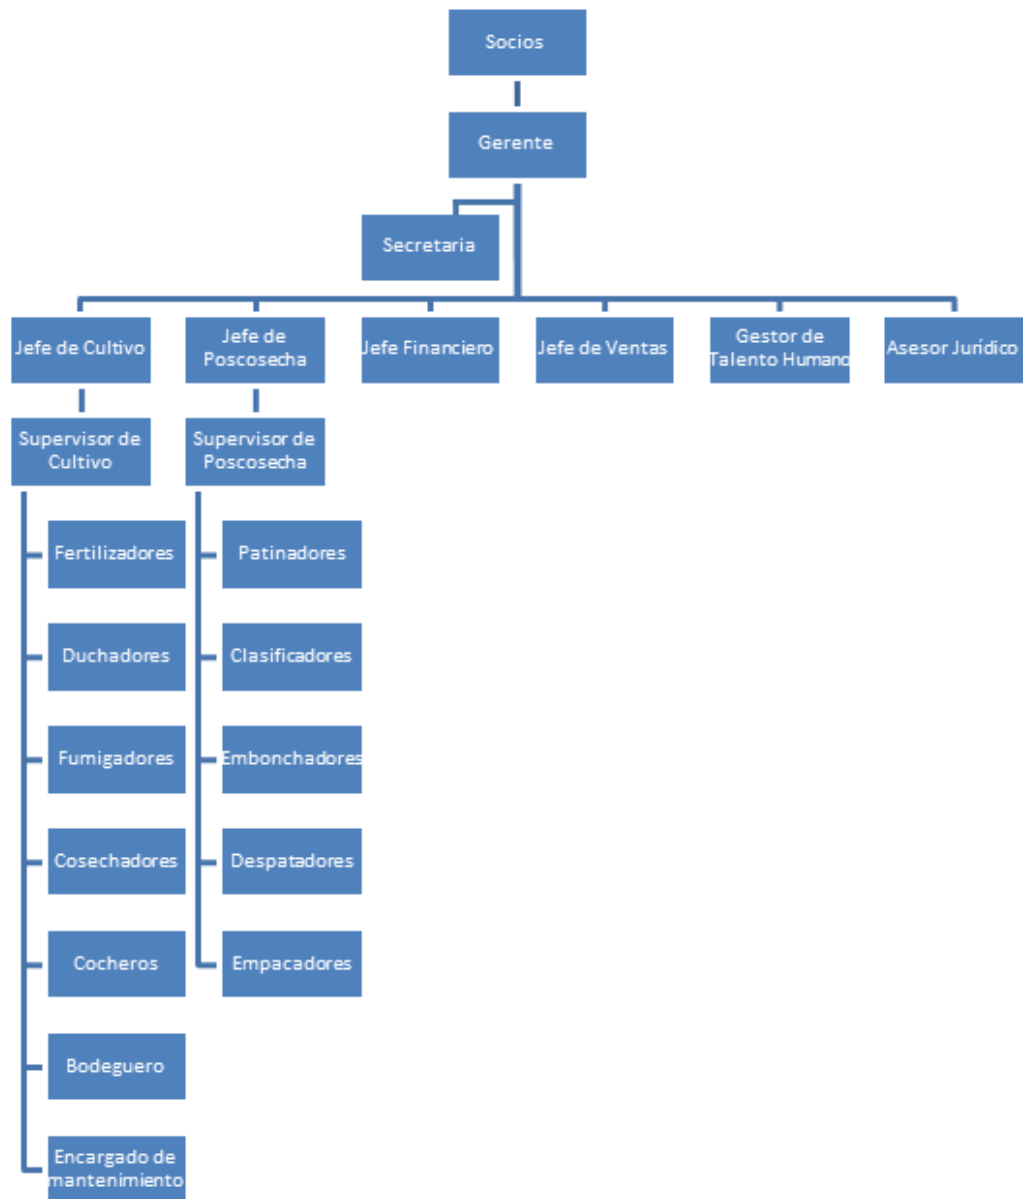 Socios
Gerente
Secretaria
Jefe de Cultivo
Jefe de
Poscosecha
Jefe Financiero
Jefe de Ventas
Gestor de
Talento Humano
Asesor Jurídico
Supervisor de
Cultivo
Supervisor de
Poscosecha
Fertilizadores
Patinadores
Duchadores
Clasificadores
Fumigadores
Embonchadores
Cosechadores
Despatadores
Cocheros
Empacadores
Bodeguero
Encargado de
mantenimiento